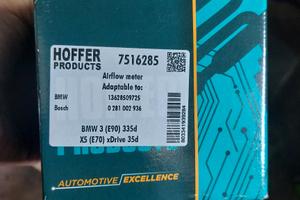 HOFFER
PRODUCTS
7516285
Airflow meter
Adaptable to:
BMW 13628509725
Bosch 0 281 002 936
BMW 3 (E90) 335d
X5 (E70) xDrive 35d
AUTOMOTIVE EXCELLENCE